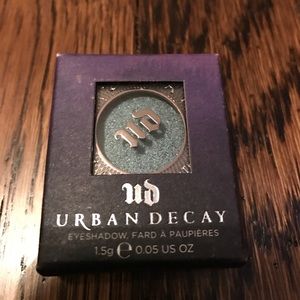 UD
UD
URBAN DECAY
EYESHADOW, FARD À PAUPIÈRES
1.5g ℮ 0.05 US OZ